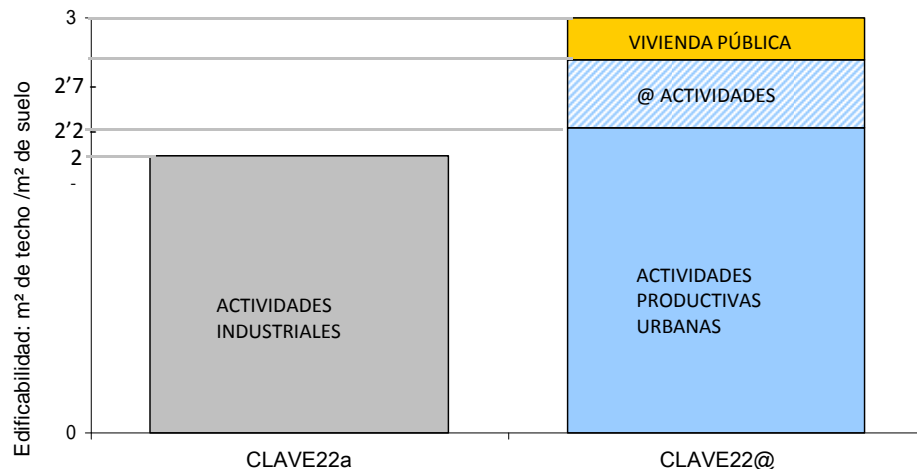 Edificabilidad: m² de techo /m² de suelo
3
2'7
2'2
2
-
0
VIVIENDA PÚBLICA
@ ACTIVIDADES
ACTIVIDADES
INDUSTRIALES
ACTIVIDADES
PRODUCTIVAS
URBANAS
CLAVE22a
CLAVE22@